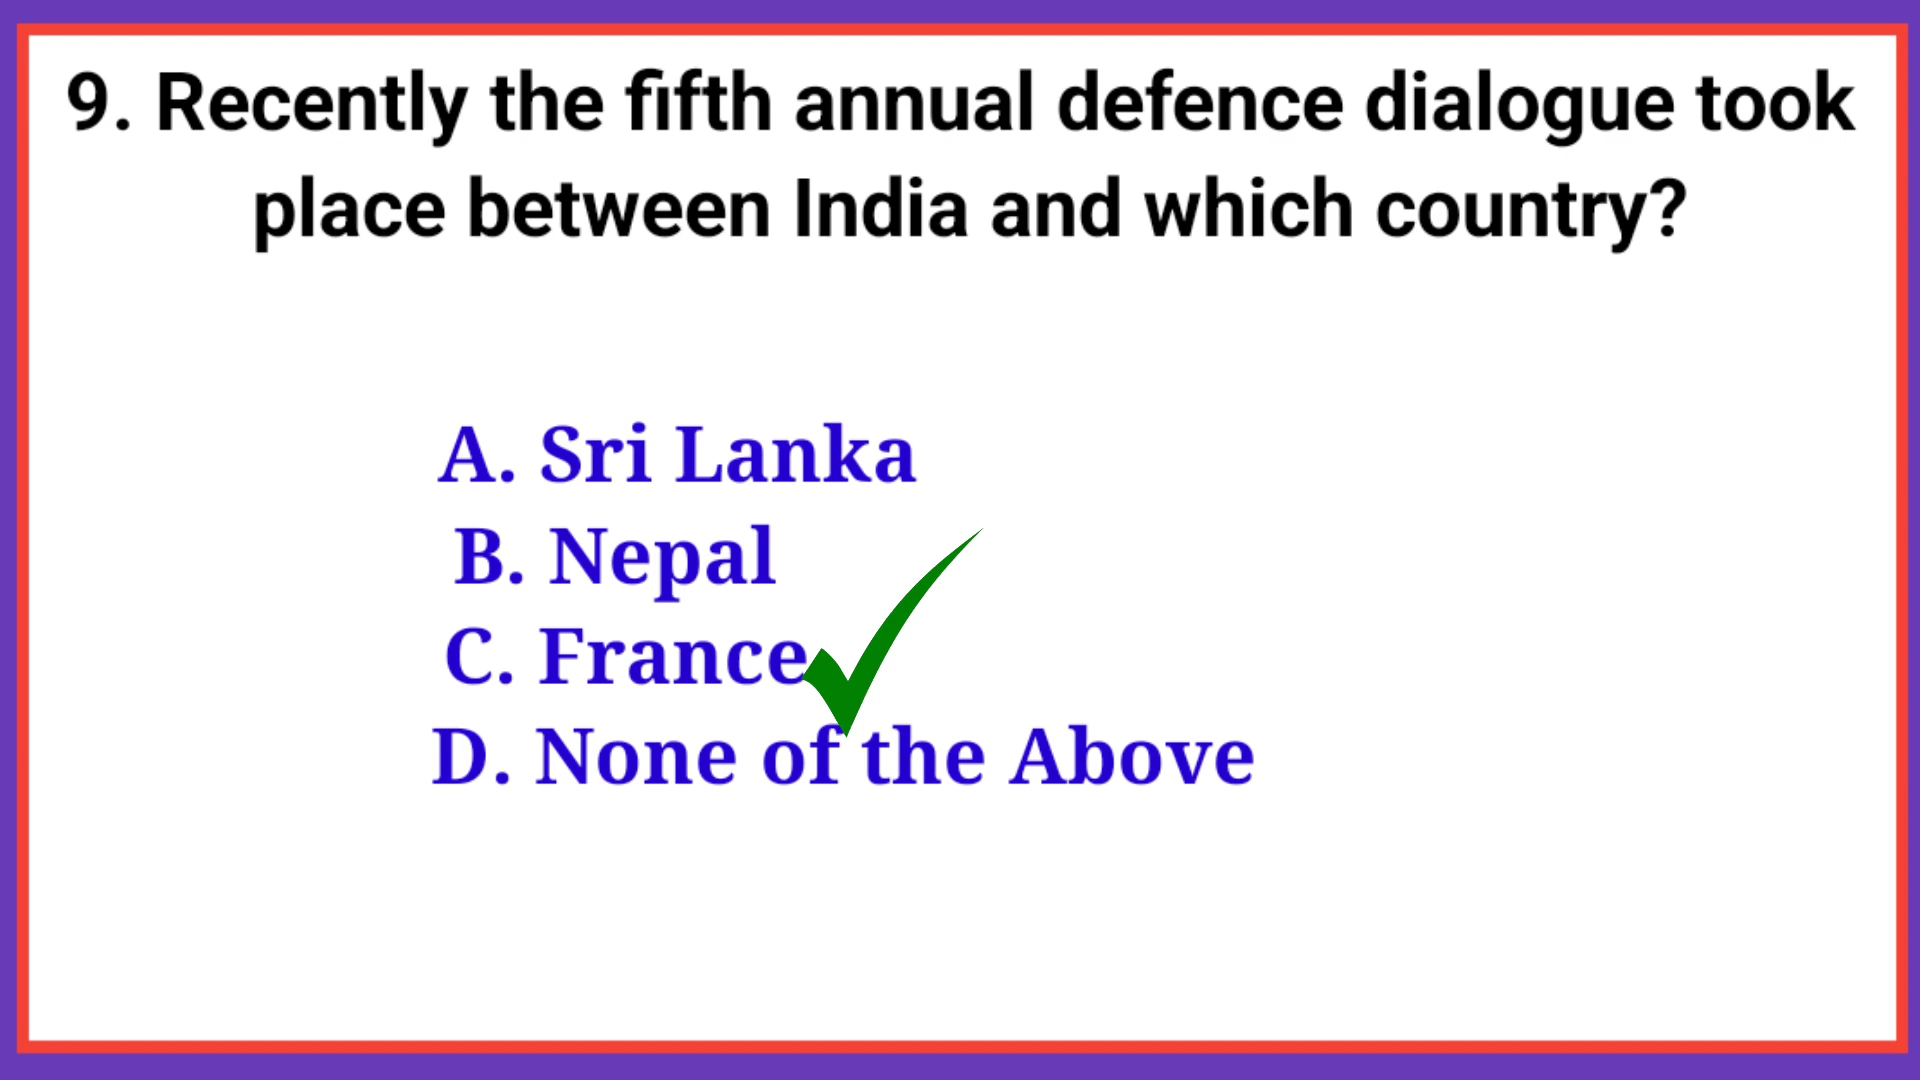 9. Recently the fifth annual defence dialogue took
place between India and which country?
A. Sri Lanka
B. Nepal
C. France
D. None of the Above